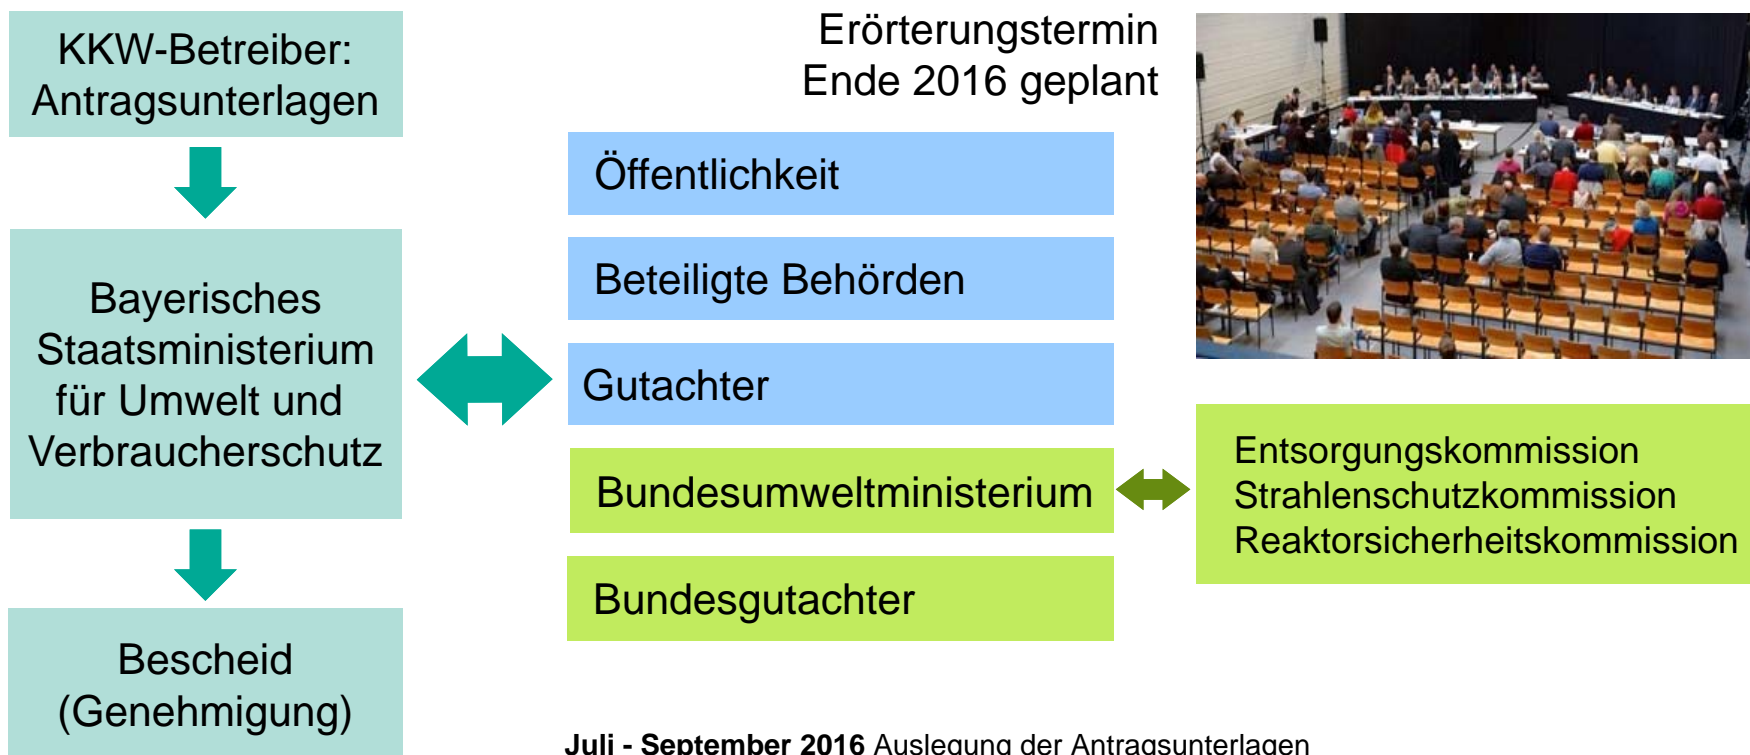 KKW-Betreiber:
Antragsunterlagen
Bayerisches
Staatsministerium
für Umwelt und
Verbraucherschutz
Bescheid
(Genehmigung)
Erörterungstermin
Ende 2016 geplant
Öffentlichkeit
Beteiligte Behörden
Gutachter
Bundesumweltministerium
Bundesgutachter
Entsorgungskommission
Strahlenschutzkommission
Reaktorsicherheitskommission
Juli - September 2016 Auslegung der Antragsunterlagen